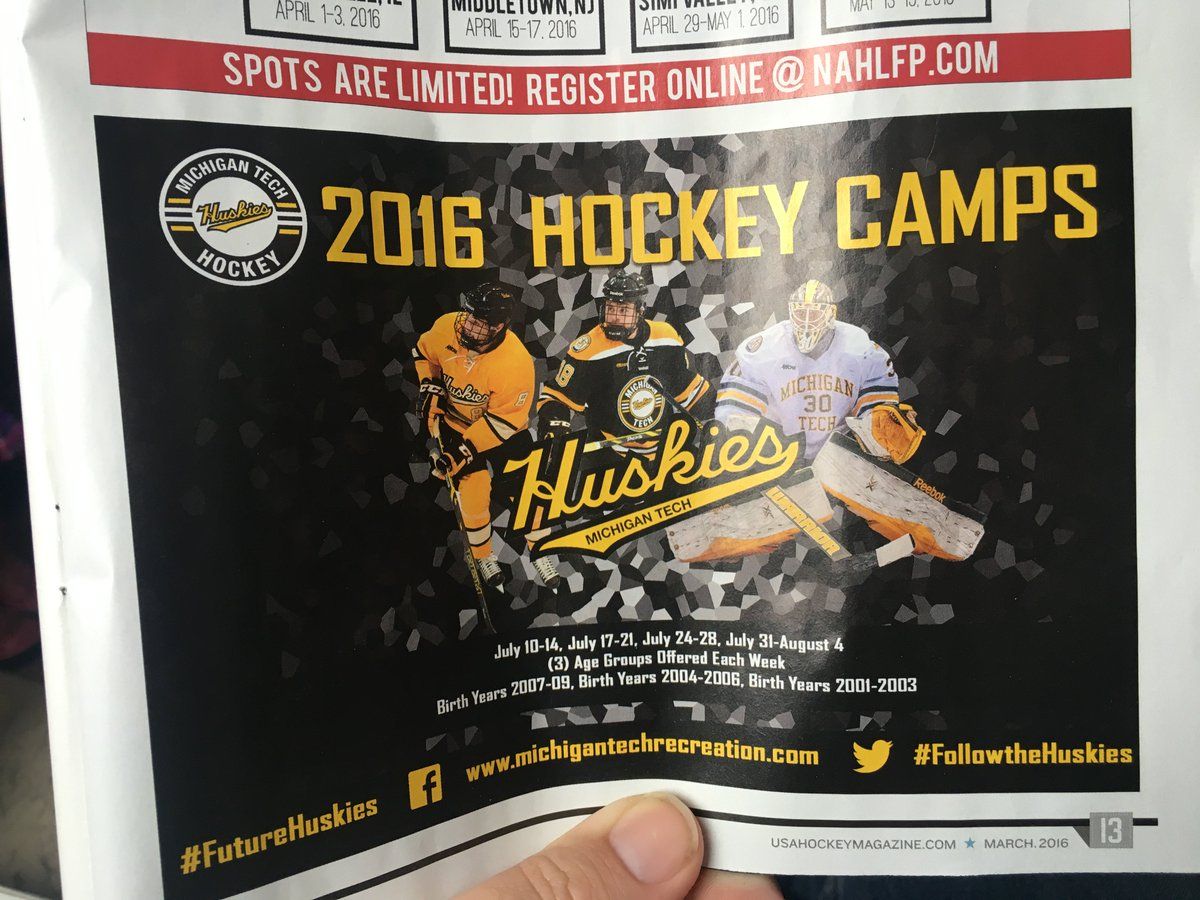 APRIL 1-3, 2016
MIDDLETOWN, NJ
APRIL 15-17, 2016
APRIL 29-MAY 1, 2016
SPOTS ARE LIMITED! REGISTER ONLINE @ NAHLFP.COM
MICHIGAN TECH
Huskies
HOCKEY
2016 HOCKEY CAMPS
Huskies
8
18
MICHIGAN
TECH
MICHIGAN
30
TECH
Reebok
WARRIOR
Huskies
MICHIGAN TECH
July 10-14, July 17-21, July 24-28, July 31-August 4
(3) Age Groups Offered Each Week
Birth Years 2007-09, Birth Years 2004-2006, Birth Years 2001-2003
#FutureHuskies
www.michigantechrecreation.com
#FollowtheHuskies
USAHOCKEYMAGAZINE.COM ★ MARCH.2016
13